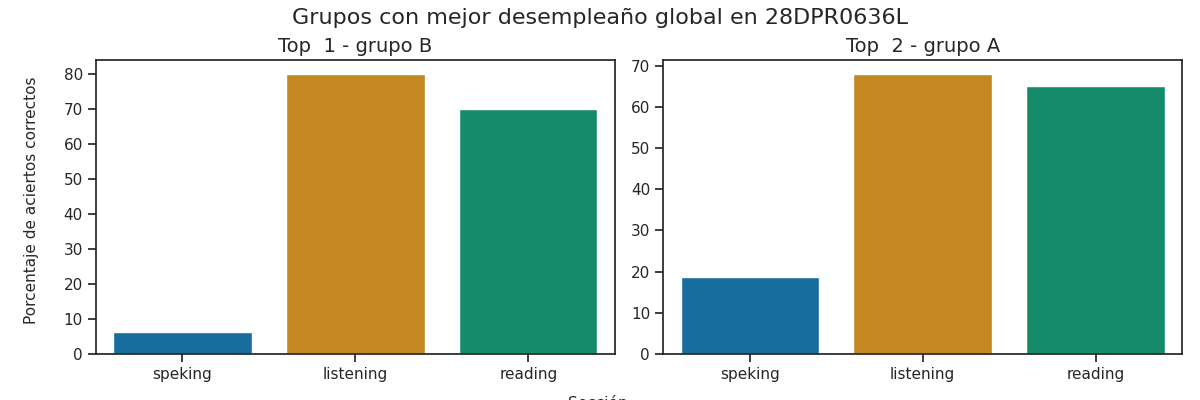 Grupos con mejor desempleaño global en 28DPR0636L
Top  1 - grupo B
Top  2 - grupo A
Porcentaje de aciertos correctos
80
70
60
50
40
30
20
10
0
speking
listening
reading
70
60
50
40
30
20
10
0
speking
listening
reading
Sección